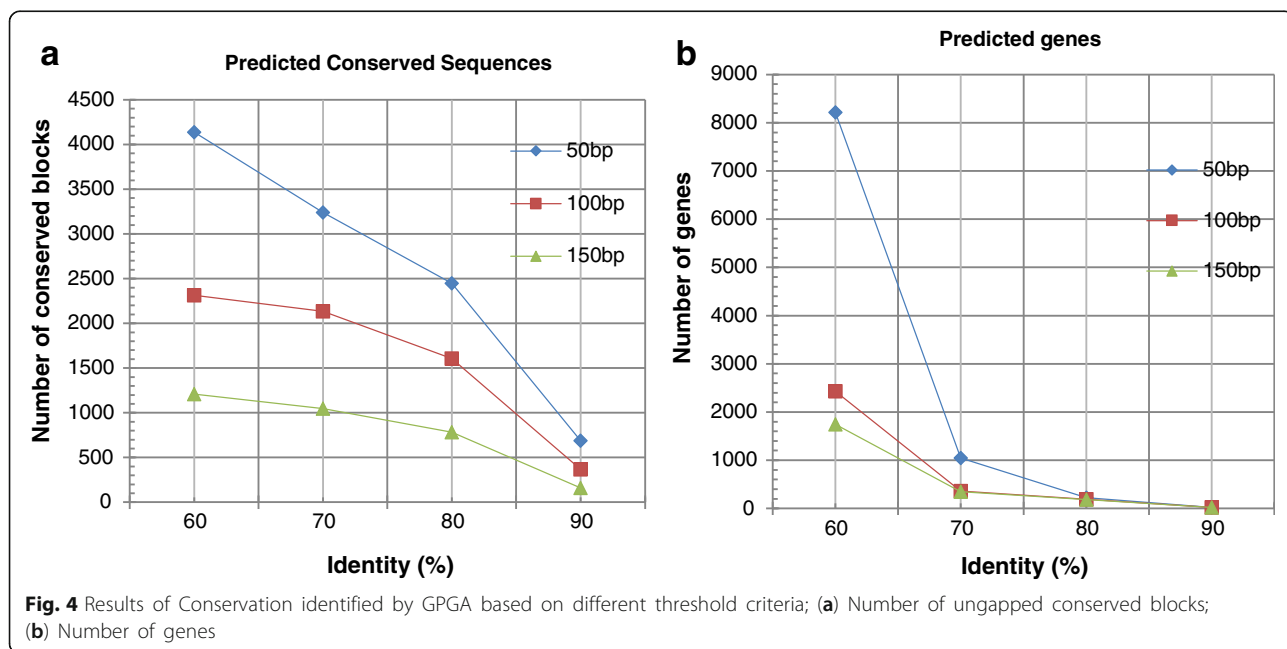 a
Predicted Conserved Sequences
4500
4000
3500
3000
2500
2000
1500
1000
500
0
Number of conserved blocks
50bp
100bp
150bp
60 70 80 90
Identity (%)
b
Predicted genes
9000
8000
7000
6000
5000
4000
3000
2000
1000
0
Number of genes
50bp
100bp
150bp
60 70 80 90
Identity (%)
Fig. 4 Results of Conservation identified by GPGA based on different threshold criteria; (a) Number of ungapped conserved blocks;
(b) Number of genes